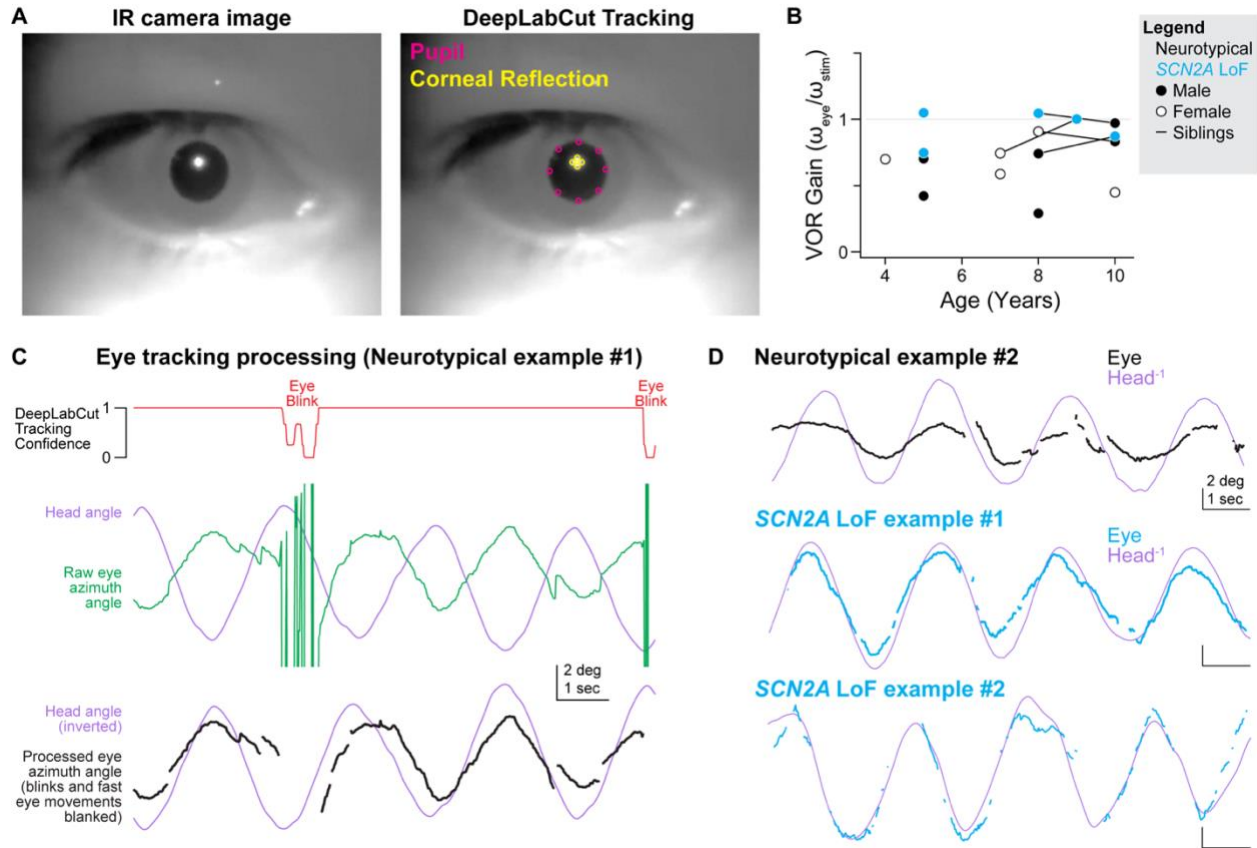 A
IR camera image
DeepLabCut Tracking
Pupil
Corneal Reflection
B
VOR Gain (ωeye/ωstim)
1
0
4
6
8
10
Age (Years)
Legend
Neurotypical
SCN2A LoF
Male
Female
Siblings
C
Eye tracking processing (Neurotypical example #1)
Eye
Blink
Eye
Blink
DeepLabCut
Tracking
Confidence
1
0
Head angle
Raw eye
azimuth
angle
2 deg
1 sec
Head angle
(inverted)
Processed eye
azimuth angle
(blinks and fast
eye movements
blanked)
D
Neurotypical example #2
Eye
Head⁻¹
2 deg
1 sec
SCN2A LoF example #1
Eye
Head⁻¹
SCN2A LoF example #2